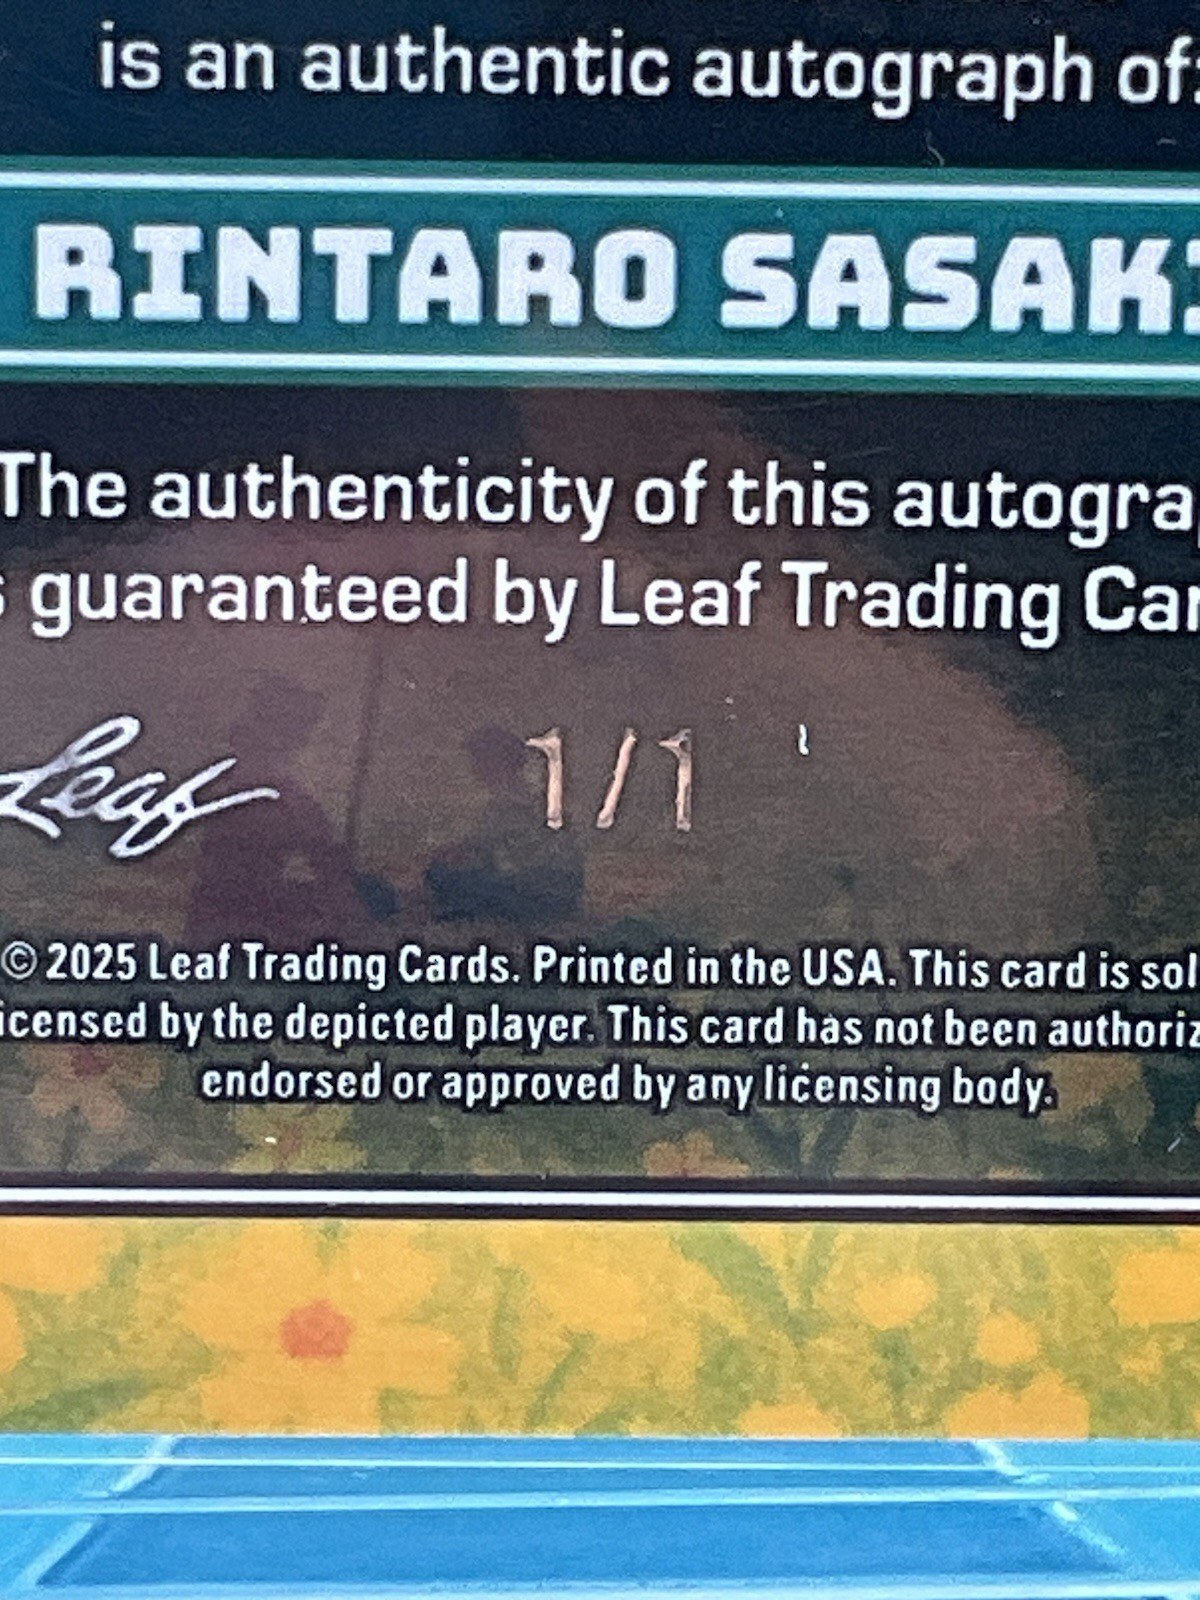 is an authentic autograph of:
RINTARO SASAKI
The authenticity of this autogra
s guaranteed by Leaf Trading Car
Leaf 1/1
© 2025 Leaf Trading Cards. Printed in the USA. This card is sol
icensed by the depicted player. This card has not been authoriz
endorsed or approved by any licensing body.